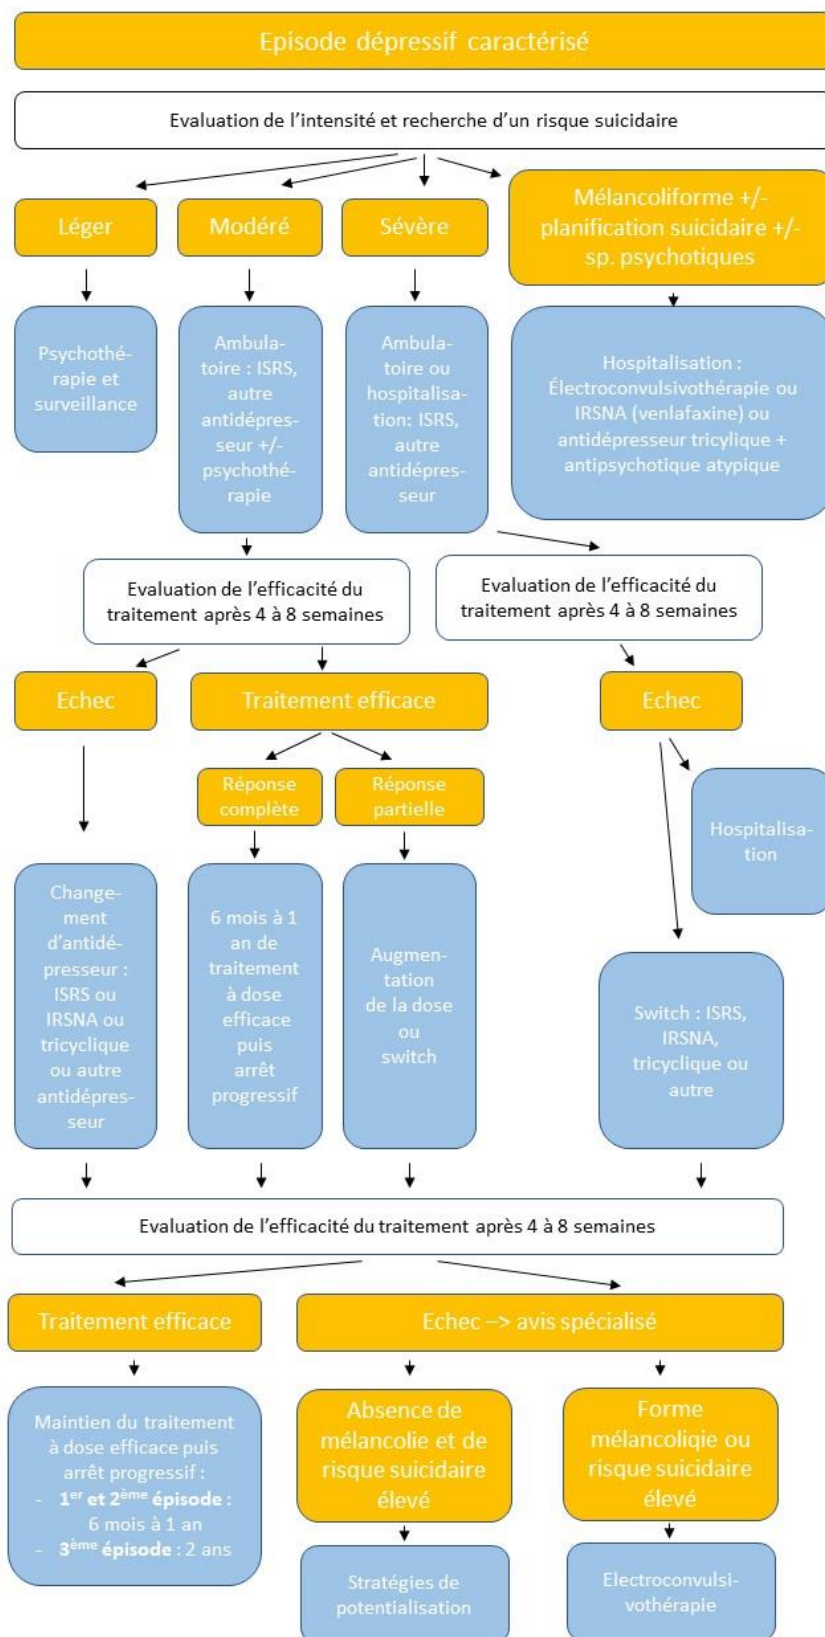 Episode dépressif caractérisé
Evaluation de l'intensité et recherche d'un risque suicidaire
Léger
Modéré
Sévère
Mélancoliforme +/-
planification suicidaire +/-
sp. psychotiques
Psychothé-
rapie et
surveillance
Ambula-
toire : ISRS,
autre
antidépres-
seur +/-
psychothé-
rapie
Ambula-
toire ou
hospitalisa-
tion: ISRS,
autre
antidépres-
seur
Hospitalisation :
Électroconvulsivothérapie ou
IRSNA (venlafaxine) ou
antidépresseur tricylique +
antipsychotique atypique
Evaluation de l'efficacité du
traitement après 4 à 8 semaines
Evaluation de l'efficacité du
traitement après 4 à 8 semaines
Echec
Traitement efficace
Echec
Réponse
complète
Réponse
partielle
Hospitalisa-
tion
Change-
ment
d'antidé-
presseur :
ISRS ou
IRSNA ou
tricyclique
ou autre
antidépres-
seur
6 mois à 1
an de
traitement
à dose
efficace
puis
arrêt
progressif
Augmen-
tation
de la dose
ou
switch
Switch : ISRS,
IRSNA,
tricyclique ou
autre
Evaluation de l'efficacité du traitement après 4 à 8 semaines
Traitement efficace
Echec –> avis spécialisé
Maintien du traitement
à dose efficace puis
arrêt progressif :
- 1er et 2ème épisode :
6 mois à 1 an
- 3ème épisode : 2 ans
Absence de
mélancolie et de
risque suicidaire
élevé
Forme
mélancoliqie ou
risque suicidaire
élevé
Stratégies de
potentialisation
Electroconvulsi-
vothérapie